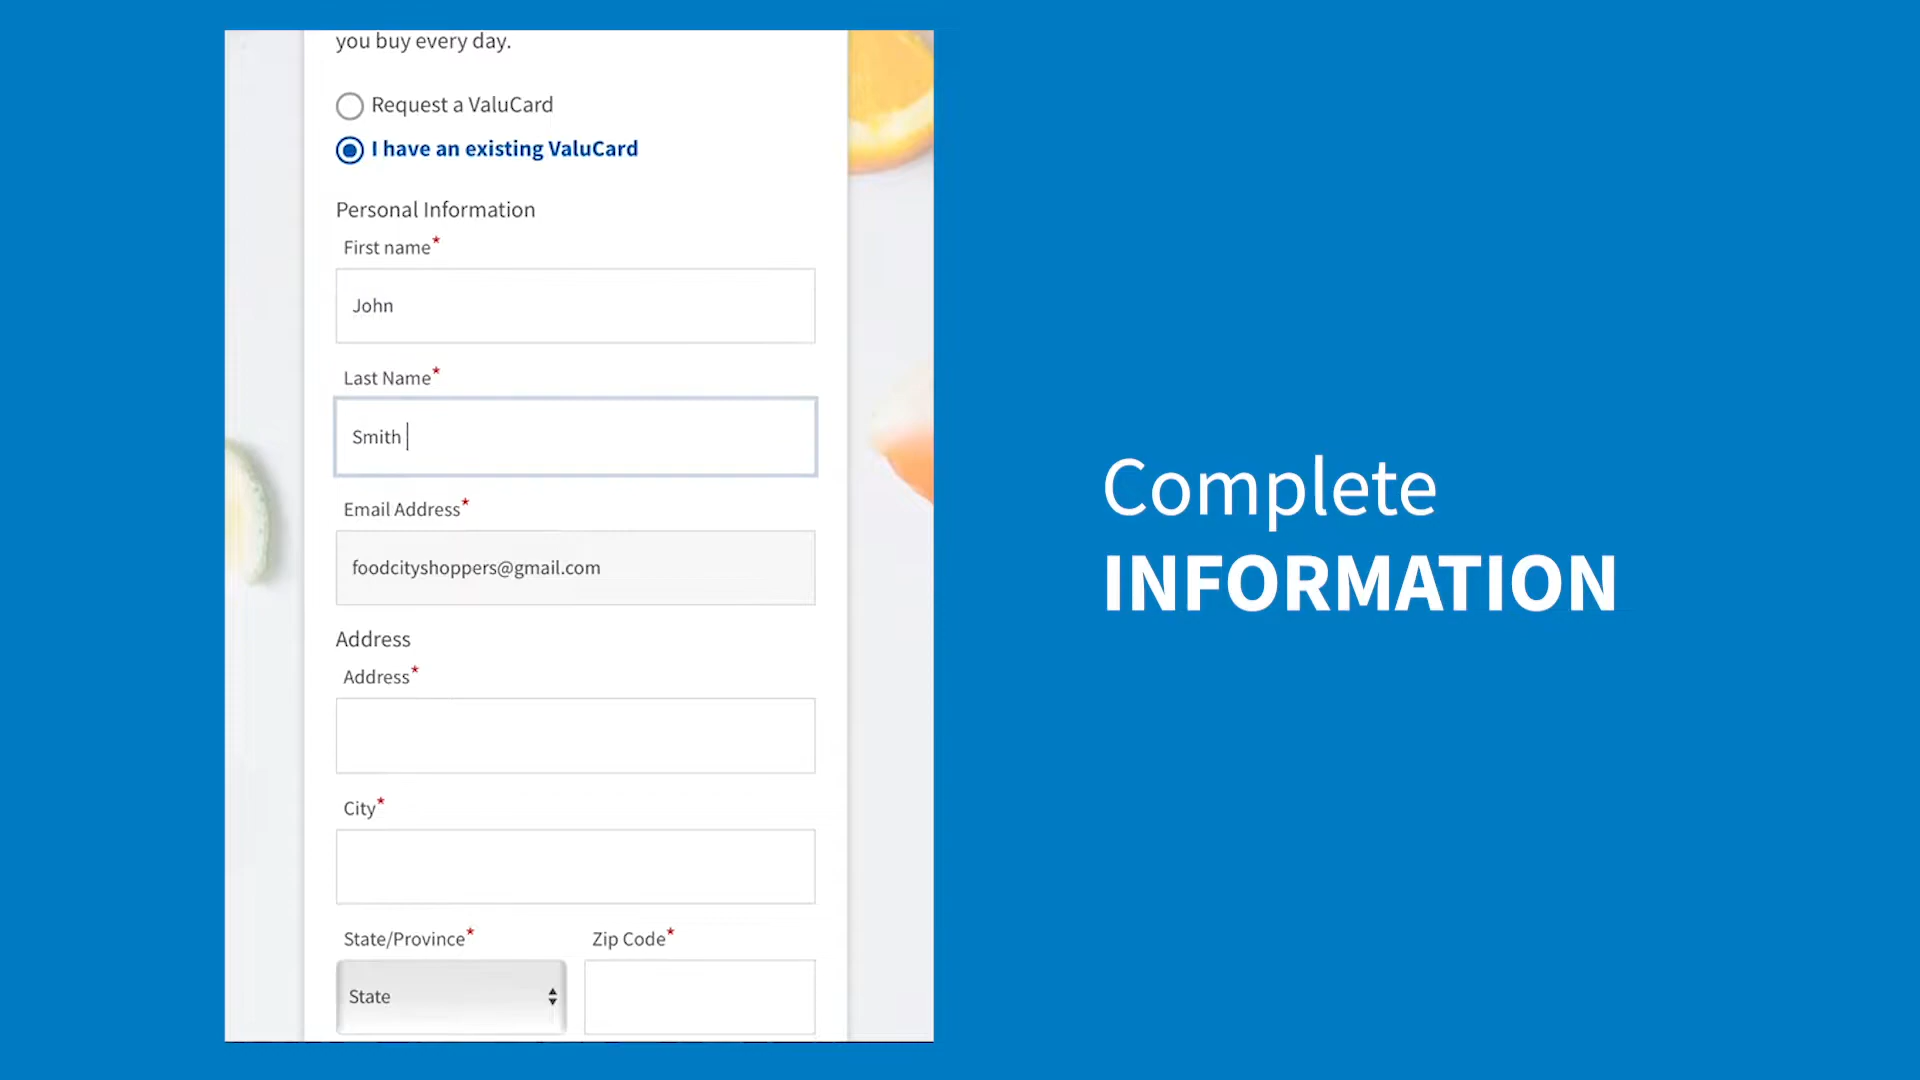 you buy every day.
Request a ValuCard
I have an existing ValuCard
Personal Information
First name*
John
Last Name*
Smith
Email Address*
foodcityshoppers@gmail.com
Address
Address*
City*
State/Province* Zip Code*
State
Complete
INFORMATION